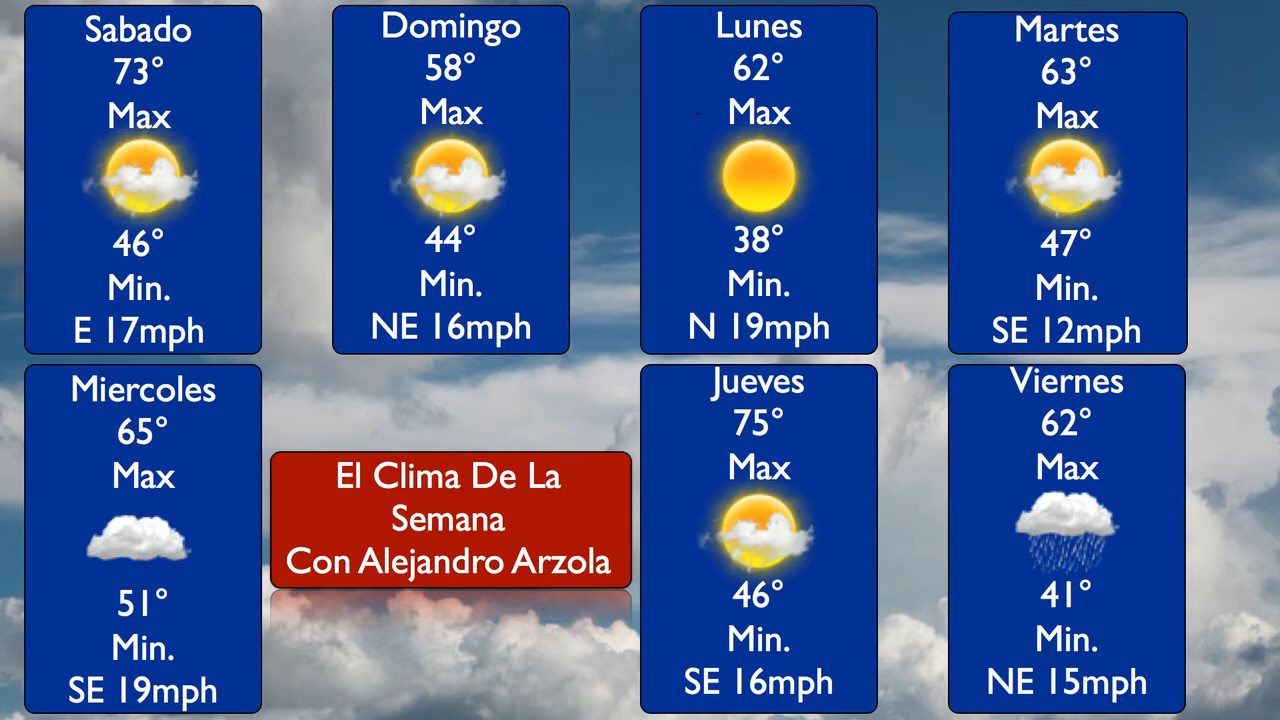 Sabado
73°
Max
46°
Min.
E 17mph
Domingo
58°
Max
44°
Min.
NE 16mph
Lunes
62°
Max
38°
Min.
N 19mph
Martes
63°
Max
47°
Min.
SE 12mph
Miercoles
65°
Max
51°
Min.
SE 19mph
El Clima De La
Semana
Con Alejandro Arzola
Jueves
75°
Max
46°
Min.
SE 16mph
Viernes
62°
Max
41°
Min.
NE 15mph